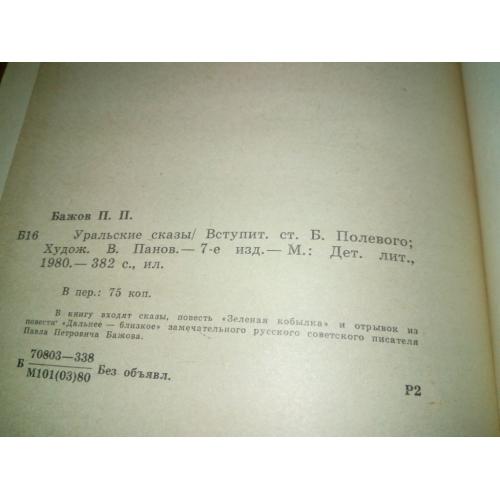 Бажов П. П.
Б16 Уральские сказы/ Вступит. ст. Б. Полевого;
Худож. В. Панов.— 7-е изд.— М.: Дет. лит.,
1980.— 382 с., ил.
В пер.: 75 коп.
В книгу входят сказы, повесть «Зеленая кобылка» и отрывок из
повести «Дальнее — близкое» замечательного русского советского писателя
Павла Петровича Бажова.
70803—338
Б М101(03)80 Без объявл.
Р2